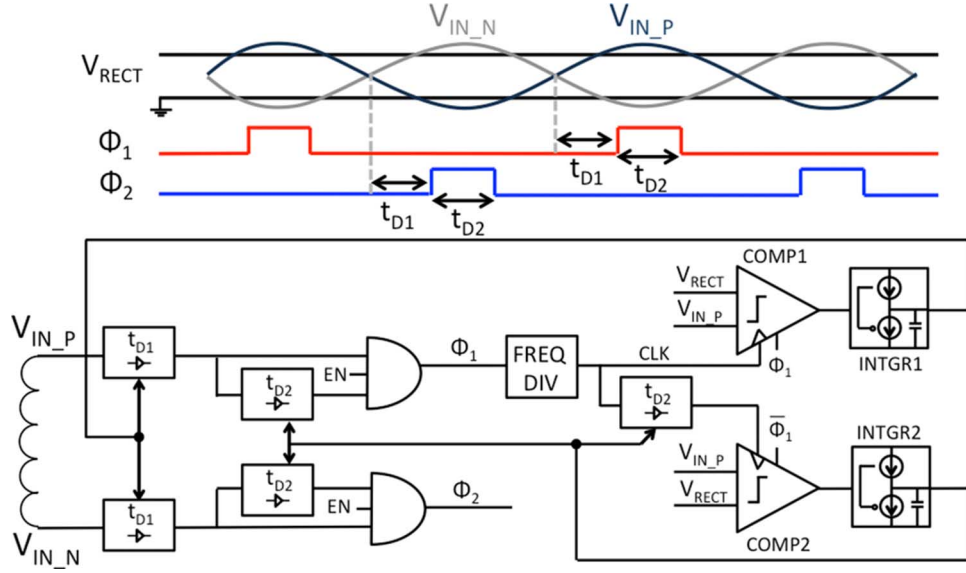 V_IN_N V_IN_P
V_RECT
Φ₁
t_D1 t_D2
Φ₂
t_D1 t_D2
COMP1
V_RECT
V_IN_P
V_IN_P
t_D1
EN
t_D2
Φ₁
FREQ
DIV
CLK
Φ₁
INTGR1
t_D2
Φ̅₁
V_IN_P
V_RECT
INTGR2
COMP2
t_D1
t_D2
EN
Φ₂
V_IN_N